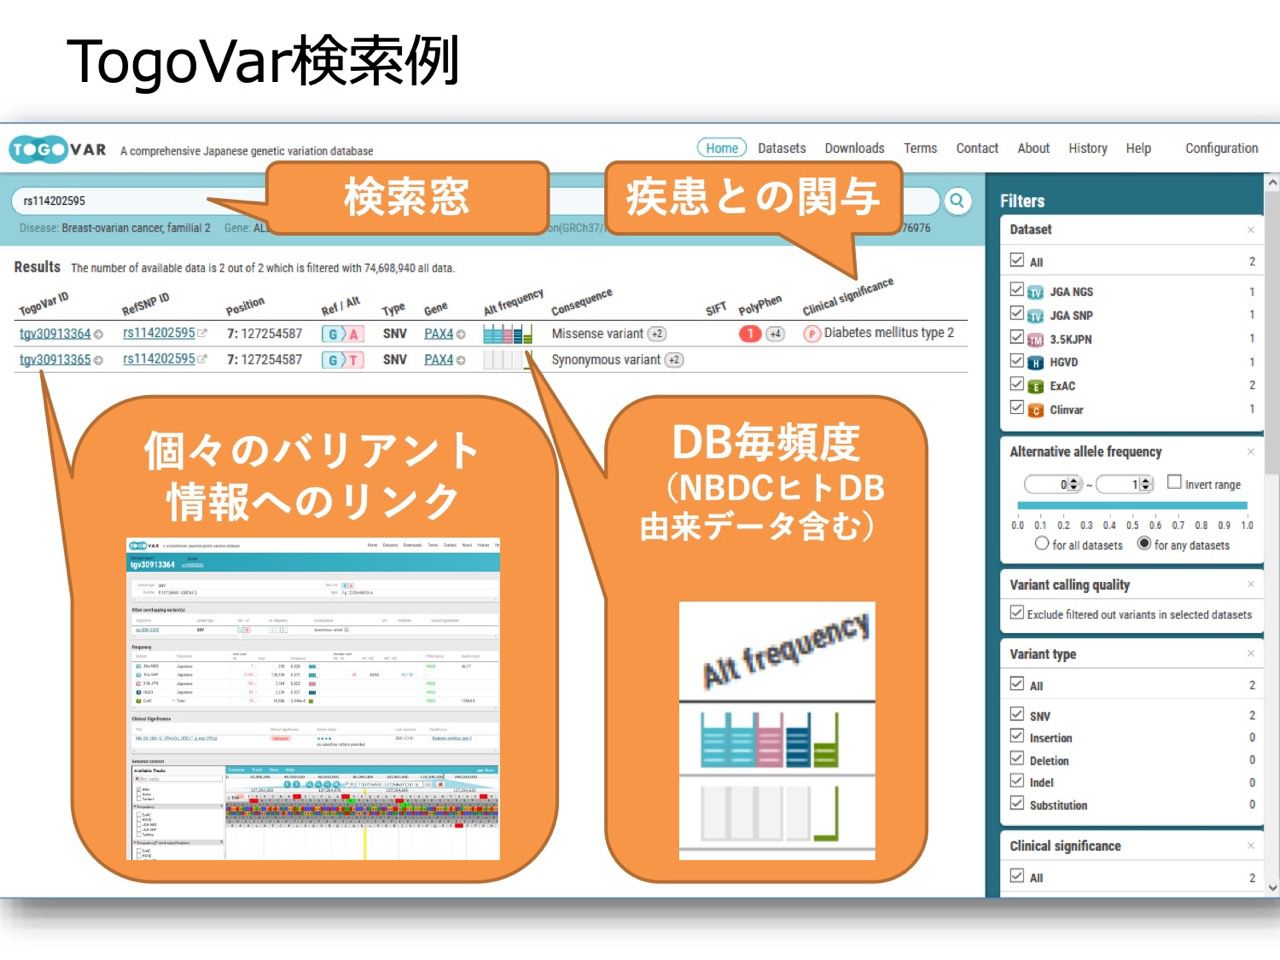 TogoVar検索例
TOGO VAR A comprehensive Japanese genetic variation database
Home Datasets Downloads Terms Contact About History Help Configuration
rs114202595
検索窓
疾患との関与
Disease: Breast-ovarian cancer, familial 2 Gene:
Results The number of available data is 2 out of 2 which is filtered with 74,698,940 all data.
TogoVar ID RefSNP ID Position Ref / Alt Type Gene Alt frequency Consequence SIFT PolyPhen Clinical significance
tgv30913364 rs114202595 7: 127254587 G A SNV PAX4 Missense variant +2 1 +4 P Diabetes mellitus type 2
tgv30913365 rs114202595 7: 127254587 G T SNV PAX4 Synonymous variant +2
個々のバリアント
情報へのリンク
tgv30913364
DB毎頻度
（NBDCヒトDB
由来データ含む）
Alt frequency
Filters
Dataset ×
All 2
TV JGA NGS 1
TV JGA SNP 1
TM 3.5KJPN 1
H HGVD 1
E ExAC 2
C Clinvar 1
Alternative allele frequency ×
0 ~ 1 Invert range
0.0 0.1 0.2 0.3 0.4 0.5 0.6 0.7 0.8 0.9 1.0
for all datasets for any datasets
Variant calling quality ×
Exclude filtered out variants in selected datasets
Variant type ×
All 2
SNV 2
Insertion 0
Deletion 0
Indel 0
Substitution 0
Clinical significance ×
All 2